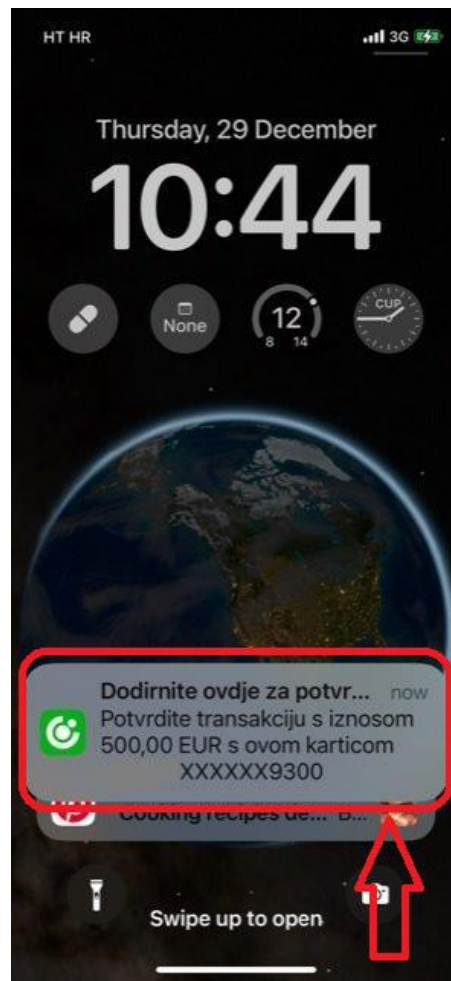 HT HR
3G
Thursday, 29 December
10:44
None
12
8 14
CUP
Dodirnite ovdje za potvr... now
Potvrdite transakciju s iznosom
500,00 EUR s ovom karticom
XXXXXX9300
Cooking recipes de...
Swipe up to open